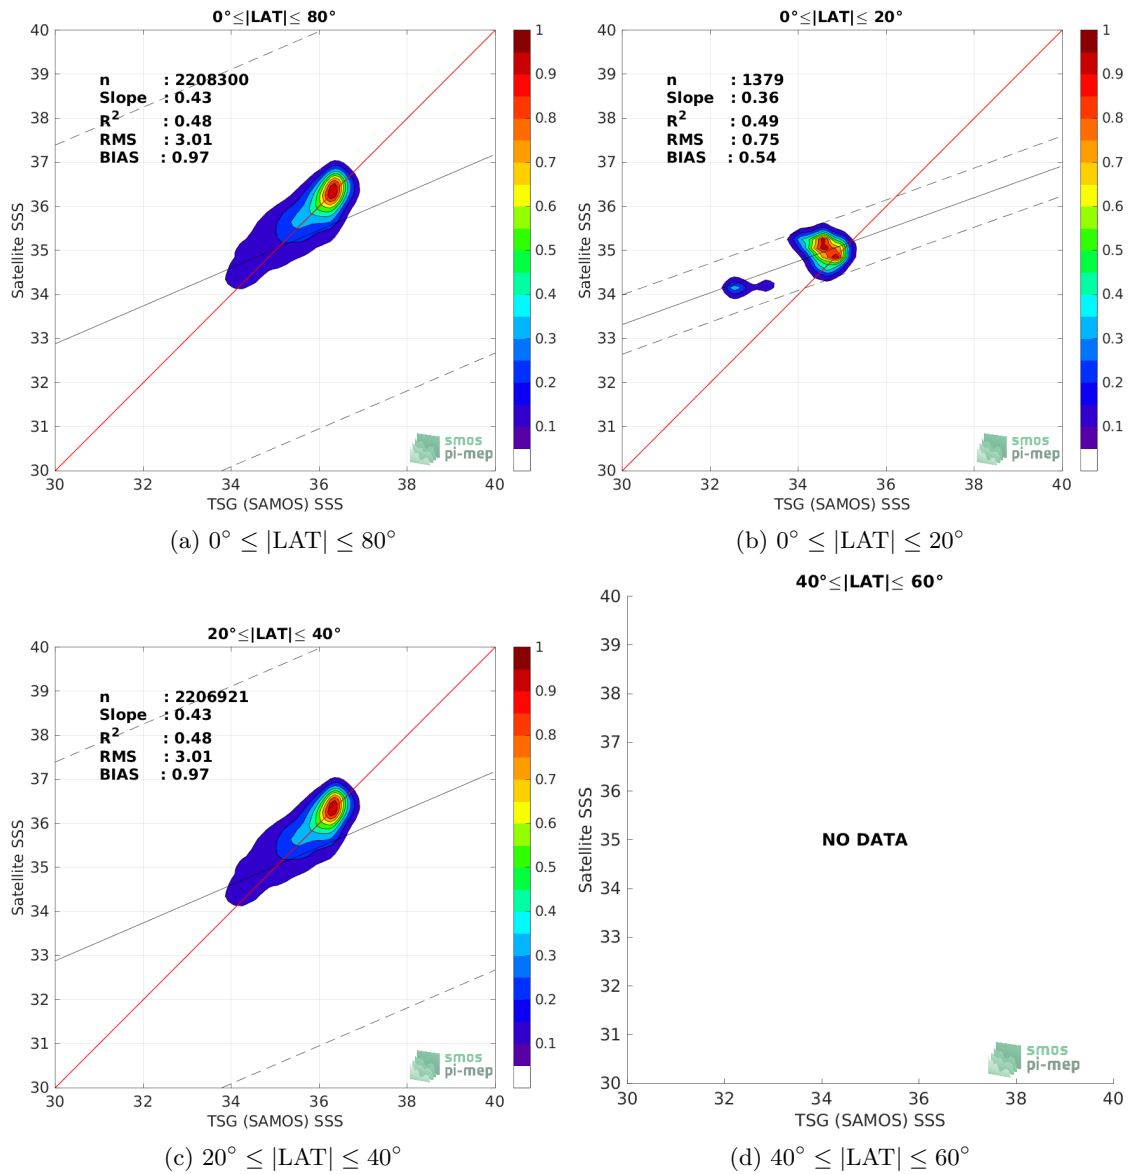 0°≤|LAT|≤ 80°
40
39
38
37
36
35
34
33
32
31
30
Satellite SSS
n : 2208300
Slope : 0.43
R² : 0.48
RMS : 3.01
BIAS : 0.97
1
0.9
0.8
0.7
0.6
0.5
0.4
0.3
0.2
0.1
smos
pi-mep
30 32 34 36 38 40
TSG (SAMOS) SSS
(a) 0° ≤ |LAT| ≤ 80°
0°≤|LAT|≤ 20°
40
39
38
37
36
35
34
33
32
31
30
Satellite SSS
n : 1379
Slope : 0.36
R² : 0.49
RMS : 0.75
BIAS : 0.54
1
0.9
0.8
0.7
0.6
0.5
0.4
0.3
0.2
0.1
smos
pi-mep
30 32 34 36 38 40
TSG (SAMOS) SSS
(b) 0° ≤ |LAT| ≤ 20°
20°≤|LAT|≤ 40°
40
39
38
37
36
35
34
33
32
31
30
Satellite SSS
n : 2206921
Slope : 0.43
R² : 0.48
RMS : 3.01
BIAS : 0.97
1
0.9
0.8
0.7
0.6
0.5
0.4
0.3
0.2
0.1
smos
pi-mep
30 32 34 36 38 40
TSG (SAMOS) SSS
(c) 20° ≤ |LAT| ≤ 40°
40°≤|LAT|≤ 60°
40
39
38
37
36
35
34
33
32
31
30
Satellite SSS
NO DATA
smos
pi-mep
30 32 34 36 38 40
TSG (SAMOS) SSS
(d) 40° ≤ |LAT| ≤ 60°